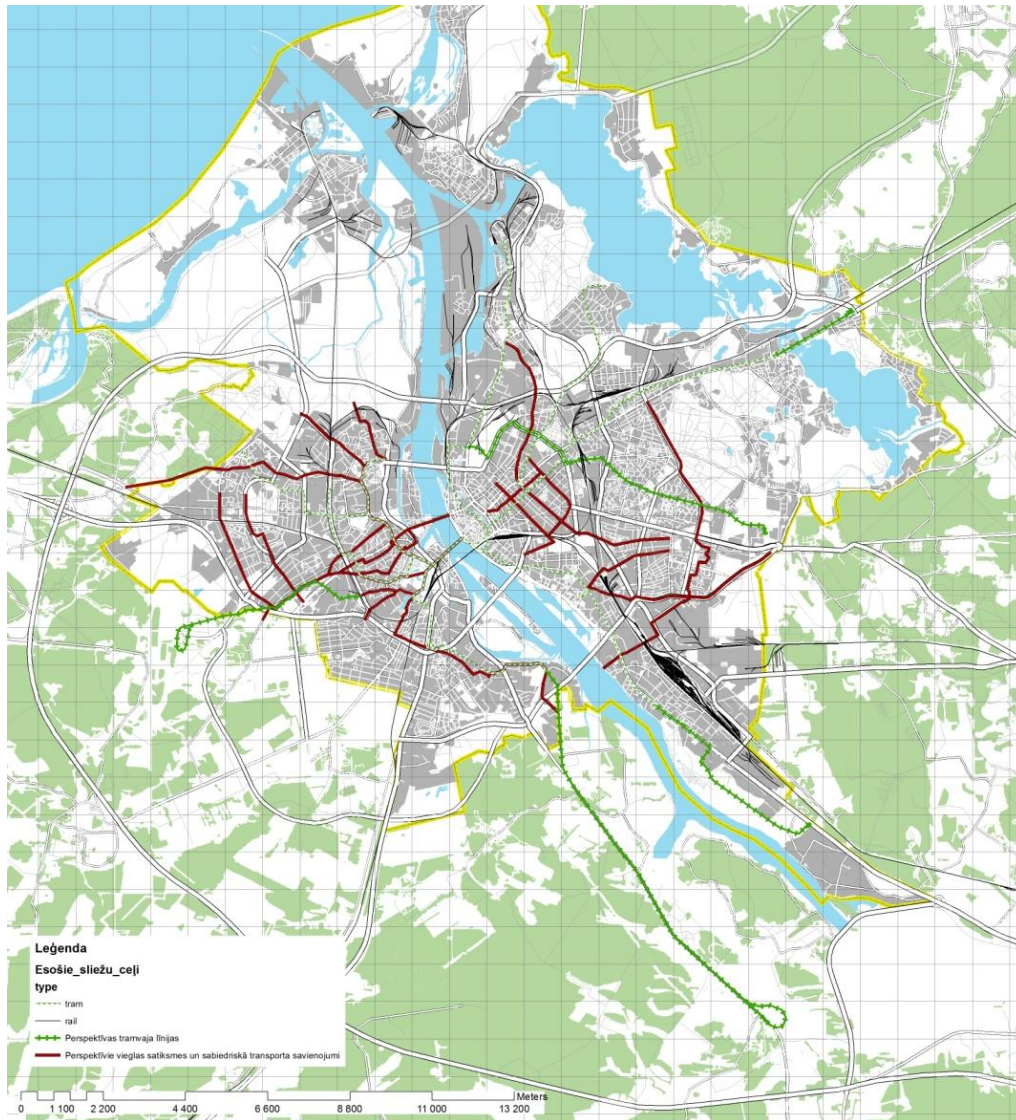 Leģenda
Esošie_sliežu_ceļi
type
tram
rail
Perspektīvas tramvaja līnijas
Perspektīvie vieglas satiksmes un sabiedriskā transporta savienojumi
Meters
0 1 100 2 200 4 400 6 600 8 800 11 000 13 200